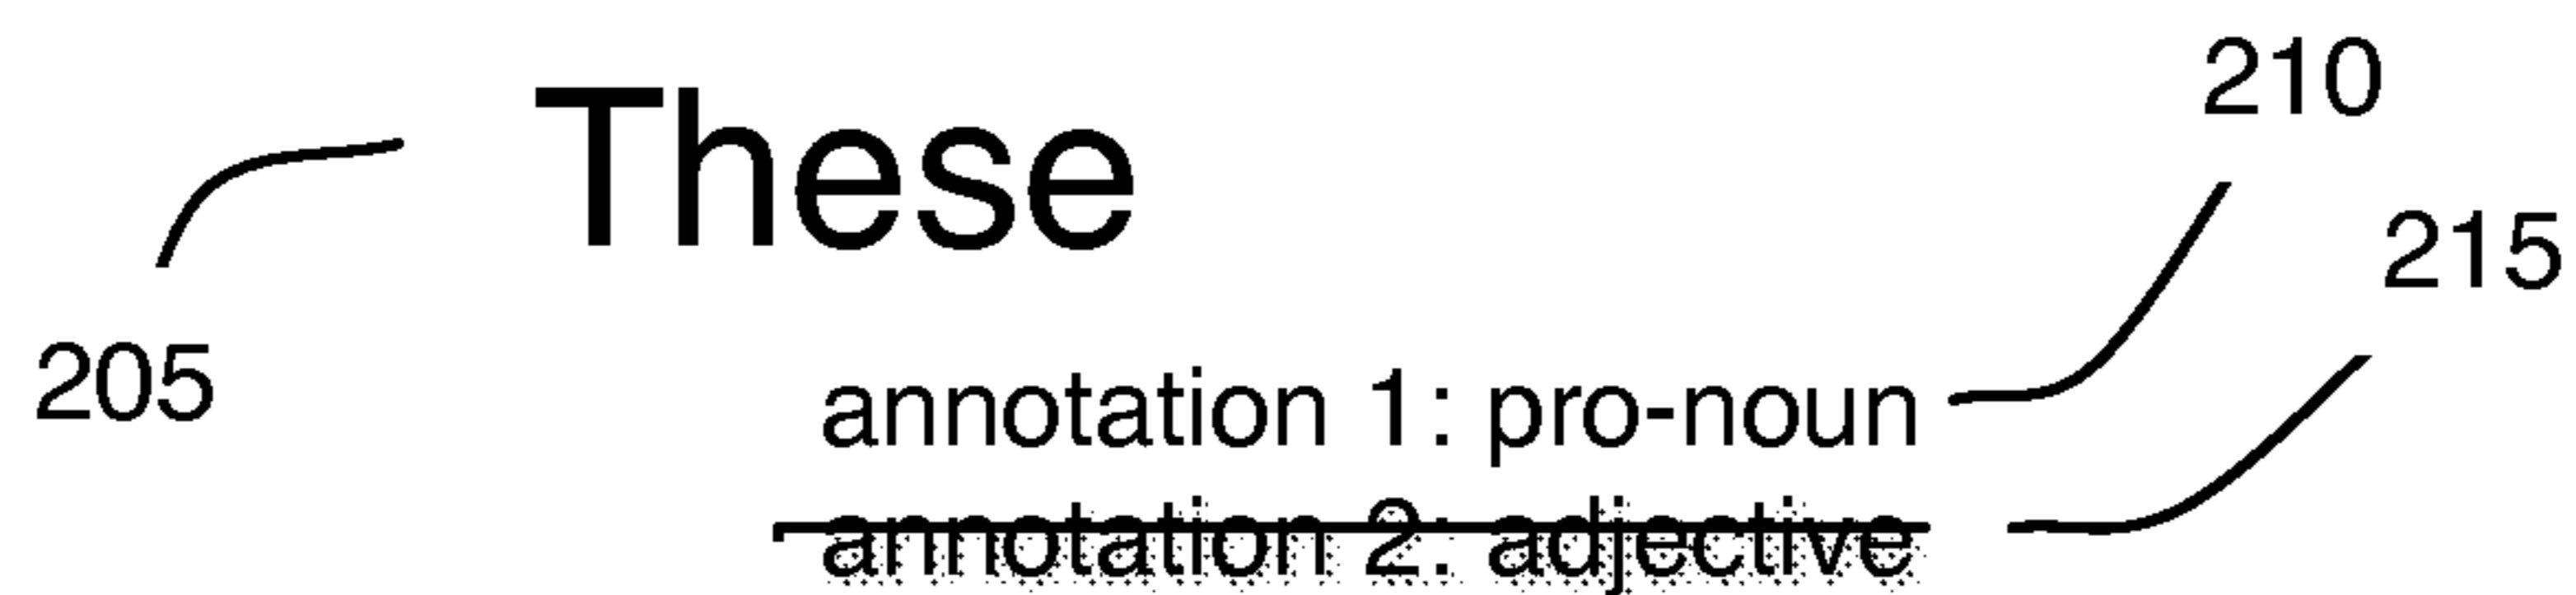 210
These
215
205
annotation 1: pro-noun
annotation 2: adjective